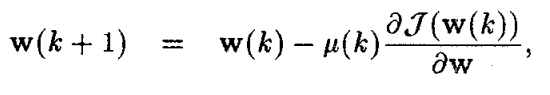 w(k + 1) = w(k) − μ(k) ∂𝒥(w(k)) / ∂w ,